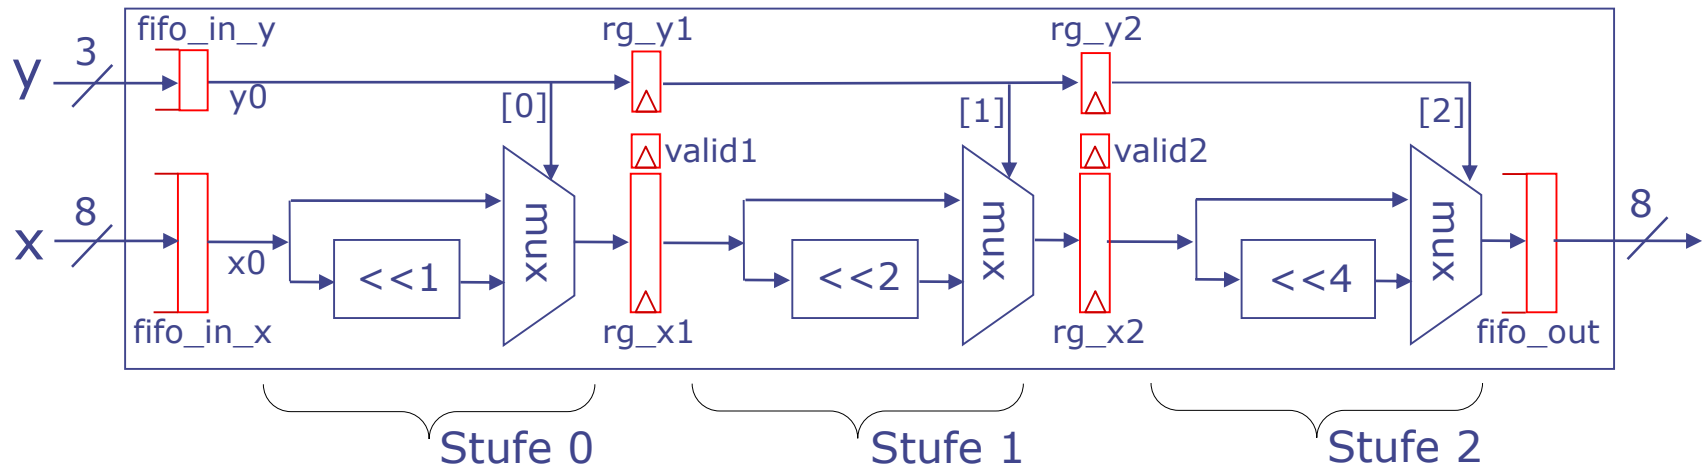 fifo_in_y
rg_y1
rg_y2
y
3
y0
[0]
[1]
[2]
valid1
valid2
x
8
x0
<<1
mux
<<2
mux
<<4
mux
8
fifo_in_x
rg_x1
rg_x2
fifo_out
Stufe 0
Stufe 1
Stufe 2